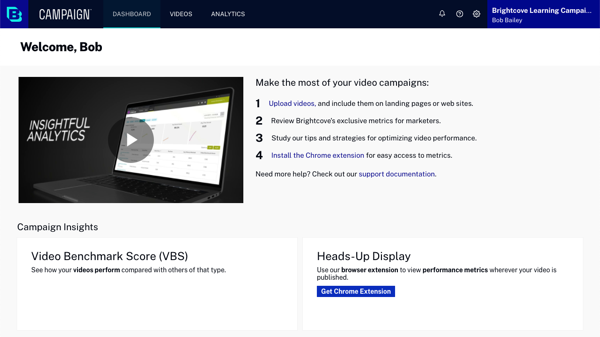 CAMPAIGN DASHBOARD VIDEOS ANALYTICS Brightcove Learning Campai...
Bob Bailey
Welcome, Bob
INSIGHTFUL
ANALYTICS
Make the most of your video campaigns:
1 Upload videos, and include them on landing pages or web sites.
2 Review Brightcove's exclusive metrics for marketers.
3 Study our tips and strategies for optimizing video performance.
4 Install the Chrome extension for easy access to metrics.
Need more help? Check out our support documentation.
Campaign Insights
Video Benchmark Score (VBS)
See how your videos perform compared with others of that type.
Heads-Up Display
Use our browser extension to view performance metrics wherever your video is
published.
Get Chrome Extension